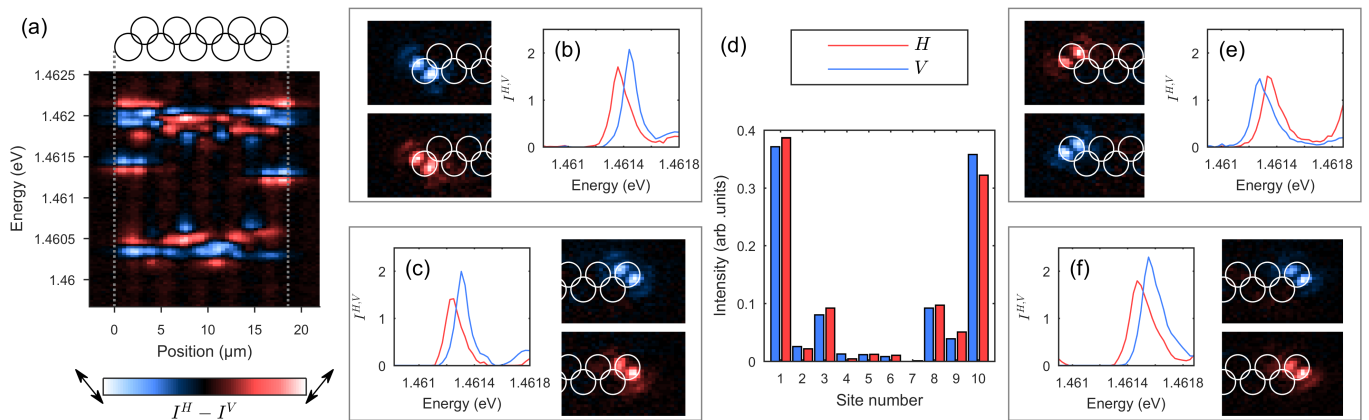 (a)
1.4625
1.462
1.4615
1.461
1.4605
1.46
Energy (eV)
0 5 10 15 20
Position (µm)
I^H − I^V
(b)
I^{H,V}
2
1
0
1.461 1.4614 1.4618
Energy (eV)
(c)
I^{H,V}
2
1
0
1.461 1.4614 1.4618
Energy (eV)
(d)
H
V
Intensity (arb .units)
0.4
0.3
0.2
0.1
0
1 2 3 4 5 6 7 8 9 10
Site number
(e)
I^{H,V}
2
1
0
1.461 1.4614 1.4618
Energy (eV)
(f)
I^{H,V}
2
1
0
1.461 1.4614 1.4618
Energy (eV)